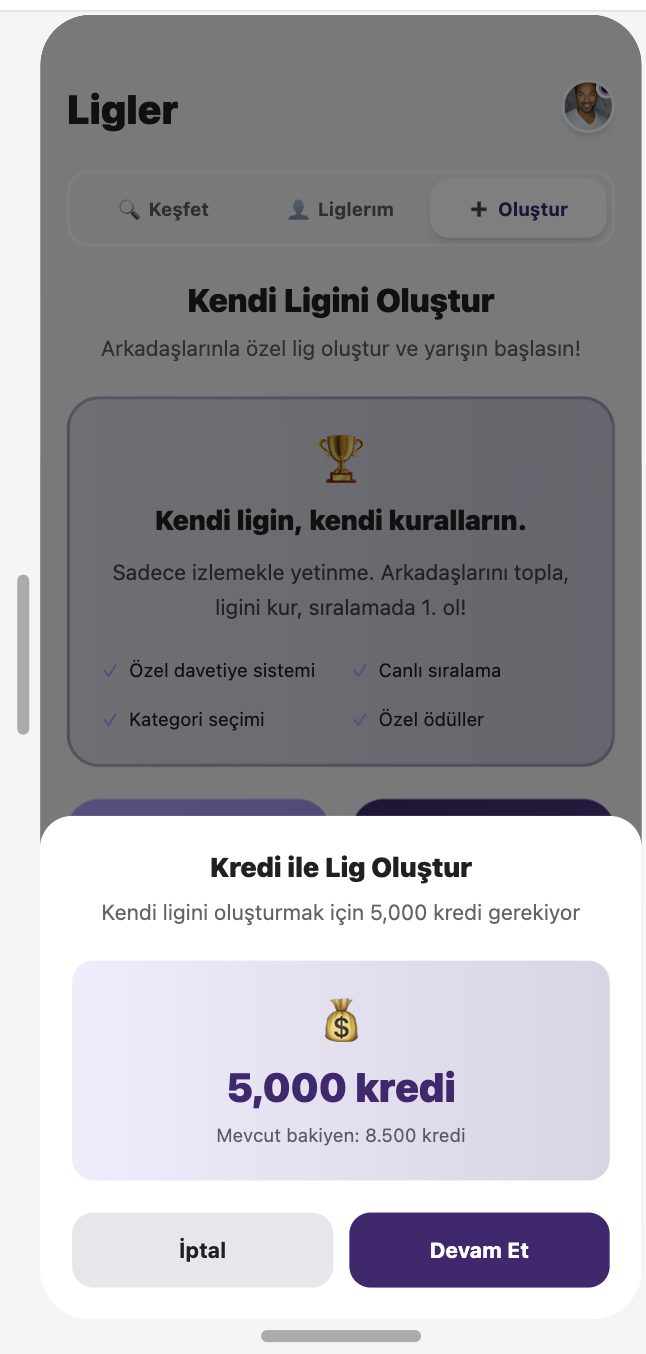 Ligler
Keşfet
Liglerım
Oluştur
Kendi Ligini Oluştur
Arkadaşlarınla özel lig oluştur ve yarışın başlasın!
Kendi ligin, kendi kuralların.
Sadece izlemekle yetinme. Arkadaşlarını topla,
ligini kur, sıralamada 1. ol!
✓ Özel davetiye sistemi
✓ Canlı sıralama
✓ Kategori seçimi
✓ Özel ödüller
Kredi ile Lig Oluştur
Kendi ligini oluşturmak için 5,000 kredi gerekiyor
5,000 kredi
Mevcut bakiyen: 8.500 kredi
İptal
Devam Et